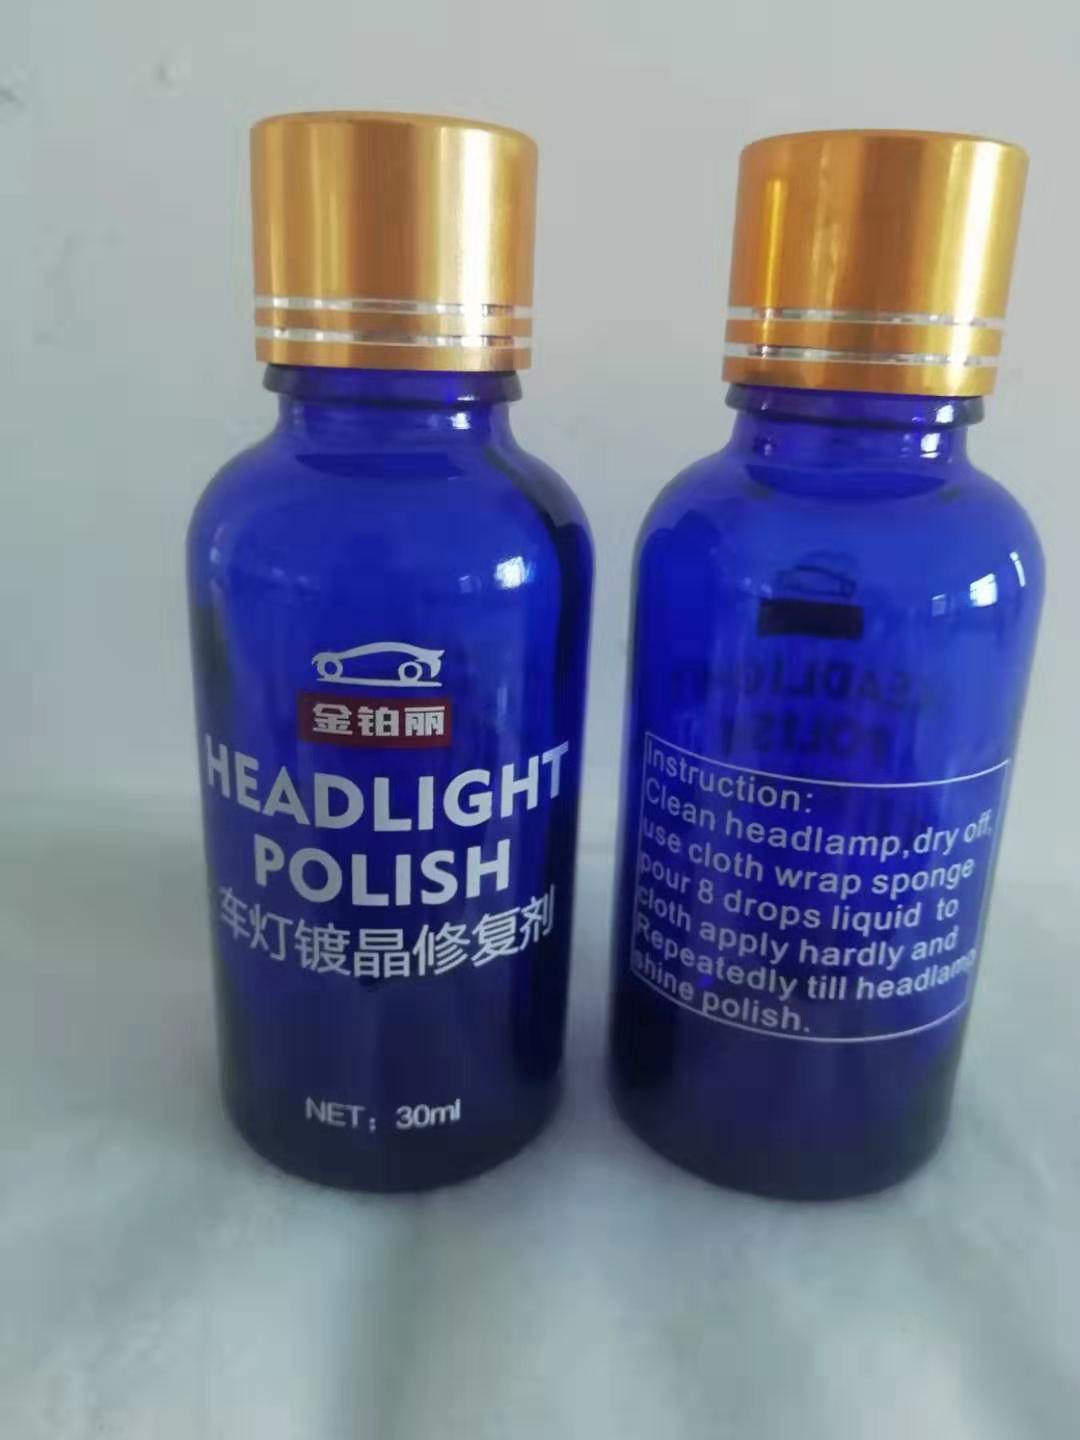 金铂丽
HEADLIGHT
POLISH
车灯镀晶修复剂
NET：30ml
Instruction:
Clean headlamp,dry off,
use cloth wrap sponge
pour 8 drops liquid to
cloth apply hardly and
Repeatedly till headlamp
shine polish.